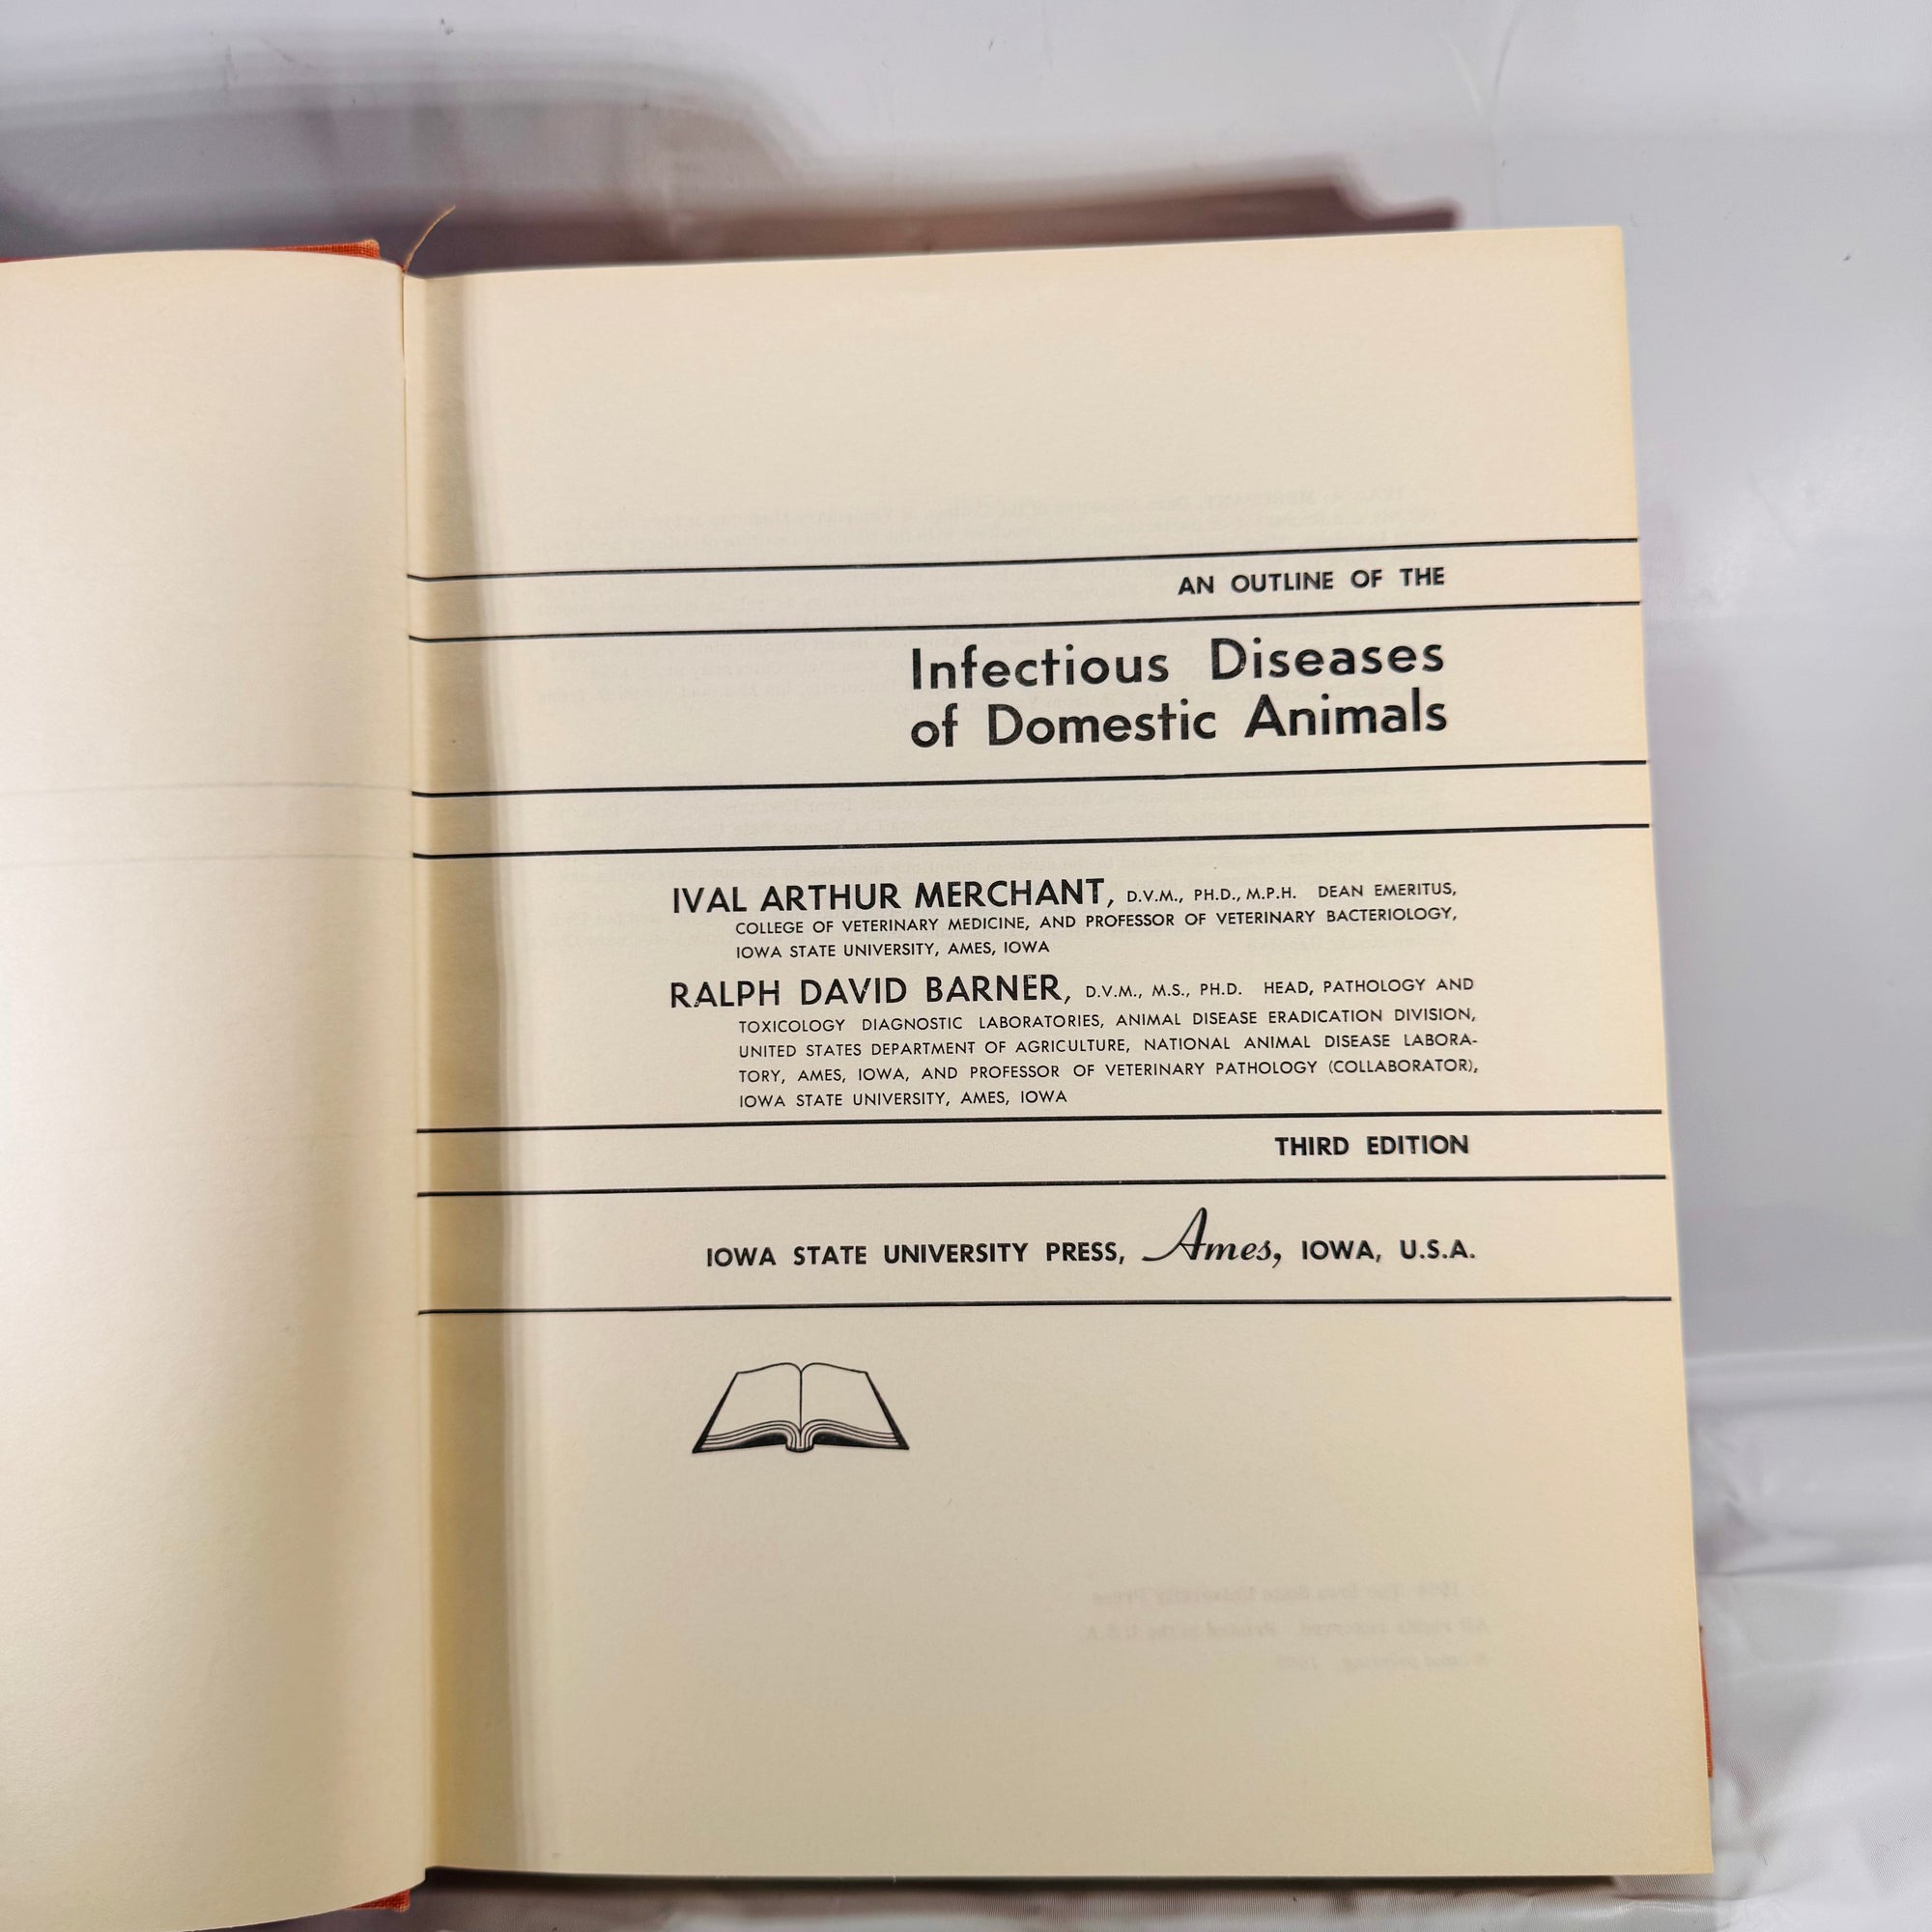 AN OUTLINE OF THE
Infectious Diseases
of Domestic Animals
IVAL ARTHUR MERCHANT, D.V.M., PH.D., M.P.H. DEAN EMERITUS,
COLLEGE OF VETERINARY MEDICINE, AND PROFESSOR OF VETERINARY BACTERIOLOGY,
IOWA STATE UNIVERSITY, AMES, IOWA
RALPH DAVID BARNER, D.V.M., M.S., PH.D. HEAD, PATHOLOGY AND
TOXICOLOGY DIAGNOSTIC LABORATORIES, ANIMAL DISEASE ERADICATION DIVISION,
UNITED STATES DEPARTMENT OF AGRICULTURE, NATIONAL ANIMAL DISEASE LABORA-
TORY, AMES, IOWA, AND PROFESSOR OF VETERINARY PATHOLOGY (COLLABORATOR),
IOWA STATE UNIVERSITY, AMES, IOWA
THIRD EDITION
IOWA STATE UNIVERSITY PRESS, Ames, IOWA, U.S.A.